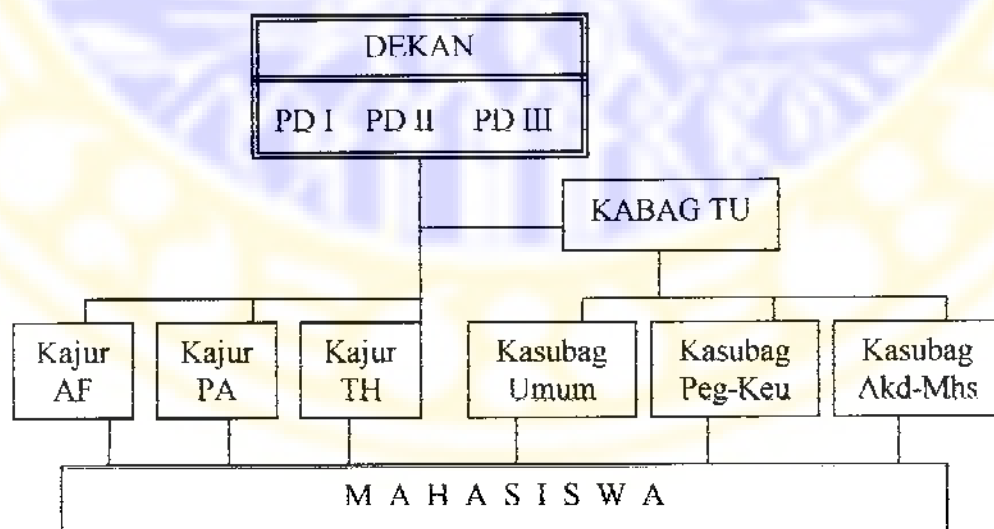 DEKAN
PD I PD II PD III
KABAG TU
Kajur
AF
Kajur
PA
Kajur
TH
Kasubag
Umum
Kasubag
Peg-Keu
Kasubag
Akd-Mhs
M A H A S I S W A